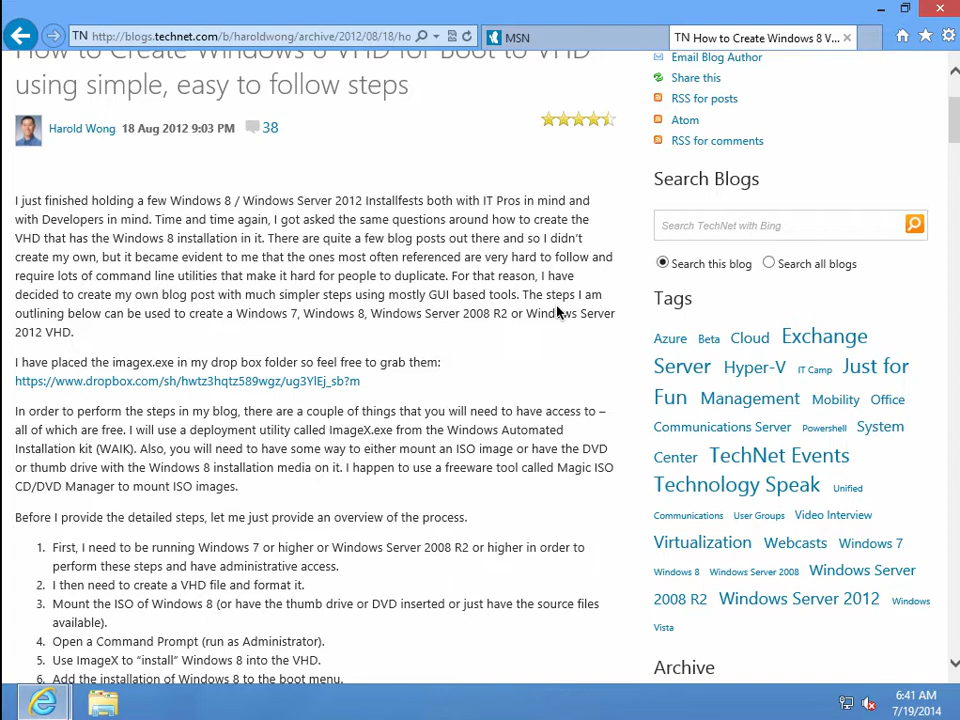 TN http://blogs.technet.com/b/haroldwong/archive/2012/08/18/ho
MSN
TN How to Create Windows 8 V...
How to Create Windows 8 VHD for Boot to VHD
using simple, easy to follow steps
Harold Wong 18 Aug 2012 9:03 PM 38
I just finished holding a few Windows 8 / Windows Server 2012 Installfests both with IT Pros in mind and
with Developers in mind. Time and time again, I got asked the same questions around how to create the
VHD that has the Windows 8 installation in it. There are quite a few blog posts out there and so I didn't
create my own, but it became evident to me that the ones most often referenced are very hard to follow and
require lots of command line utilities that make it hard for people to duplicate. For that reason, I have
decided to create my own blog post with much simpler steps using mostly GUI based tools. The steps I am
outlining below can be used to create a Windows 7, Windows 8, Windows Server 2008 R2 or Windows Server
2012 VHD.
I have placed the imagex.exe in my drop box folder so feel free to grab them:
https://www.dropbox.com/sh/hwtz3hqtz589wgz/ug3YlEj_sb?m
In order to perform the steps in my blog, there are a couple of things that you will need to have access to –
all of which are free. I will use a deployment utility called ImageX.exe from the Windows Automated
Installation kit (WAIK). Also, you will need to have some way to either mount an ISO image or have the DVD
or thumb drive with the Windows 8 installation media on it. I happen to use a freeware tool called Magic ISO
CD/DVD Manager to mount ISO images.
Before I provide the detailed steps, let me just provide an overview of the process.
1. First, I need to be running Windows 7 or higher or Windows Server 2008 R2 or higher in order to
perform these steps and have administrative access.
2. I then need to create a VHD file and format it.
3. Mount the ISO of Windows 8 (or have the thumb drive or DVD inserted or just have the source files
available).
4. Open a Command Prompt (run as Administrator).
5. Use ImageX to “install” Windows 8 into the VHD.
6. Add the installation of Windows 8 to the boot menu.
Email Blog Author
Share this
RSS for posts
Atom
RSS for comments
Search Blogs
Search TechNet with Bing
Search this blog Search all blogs
Tags
Azure Beta Cloud Exchange
Server Hyper-V IT Camp Just for
Fun Management Mobility Office
Communications Server Powershell System
Center TechNet Events
Technology Speak Unified
Communications User Groups Video Interview
Virtualization Webcasts Windows 7
Windows 8 Windows Server 2008 Windows Server
2008 R2 Windows Server 2012 Windows
Vista
Archive
6:41 AM
7/19/2014